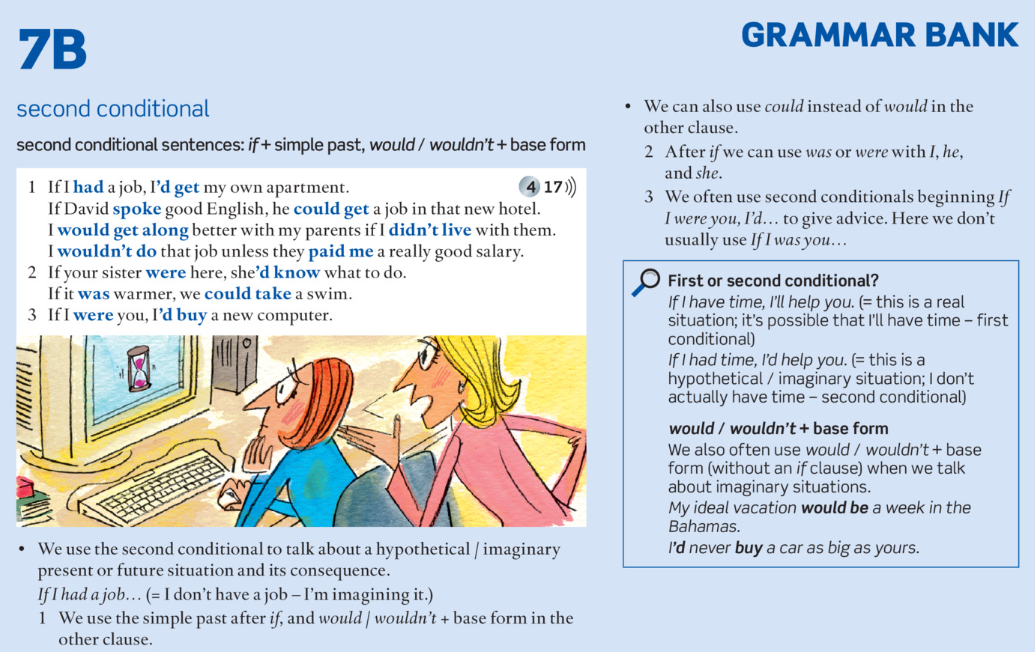 7B
GRAMMAR BANK
second conditional
second conditional sentences: if + simple past, would / wouldn't + base form
1 If I had a job, I'd get my own apartment.
4 17
If David spoke good English, he could get a job in that new hotel.
I would get along better with my parents if I didn't live with them.
I wouldn't do that job unless they paid me a really good salary.
2 If your sister were here, she'd know what to do.
If it was warmer, we could take a swim.
3 If I were you, I'd buy a new computer.
• We use the second conditional to talk about a hypothetical / imaginary
present or future situation and its consequence.
If I had a job… (= I don't have a job – I'm imagining it.)
1 We use the simple past after if, and would / wouldn't + base form in the
other clause.
• We can also use could instead of would in the
other clause.
2 After if we can use was or were with I, he,
and she.
3 We often use second conditionals beginning If
I were you, I'd… to give advice. Here we don't
usually use If I was you…
First or second conditional?
If I have time, I'll help you. (= this is a real
situation; it's possible that I'll have time – first
conditional)
If I had time, I'd help you. (= this is a
hypothetical / imaginary situation; I don't
actually have time – second conditional)
would / wouldn't + base form
We also often use would / wouldn't + base
form (without an if clause) when we talk
about imaginary situations.
My ideal vacation would be a week in the
Bahamas.
I'd never buy a car as big as yours.